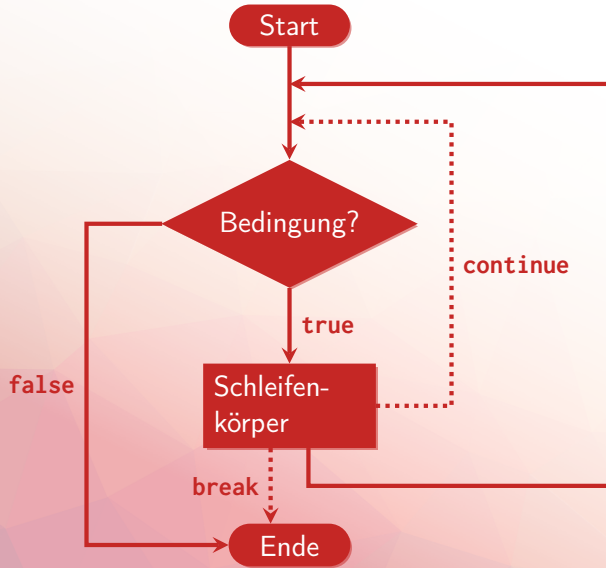 Start
Bedingung?
continue
true
false
Schleifen-
körper
break
Ende